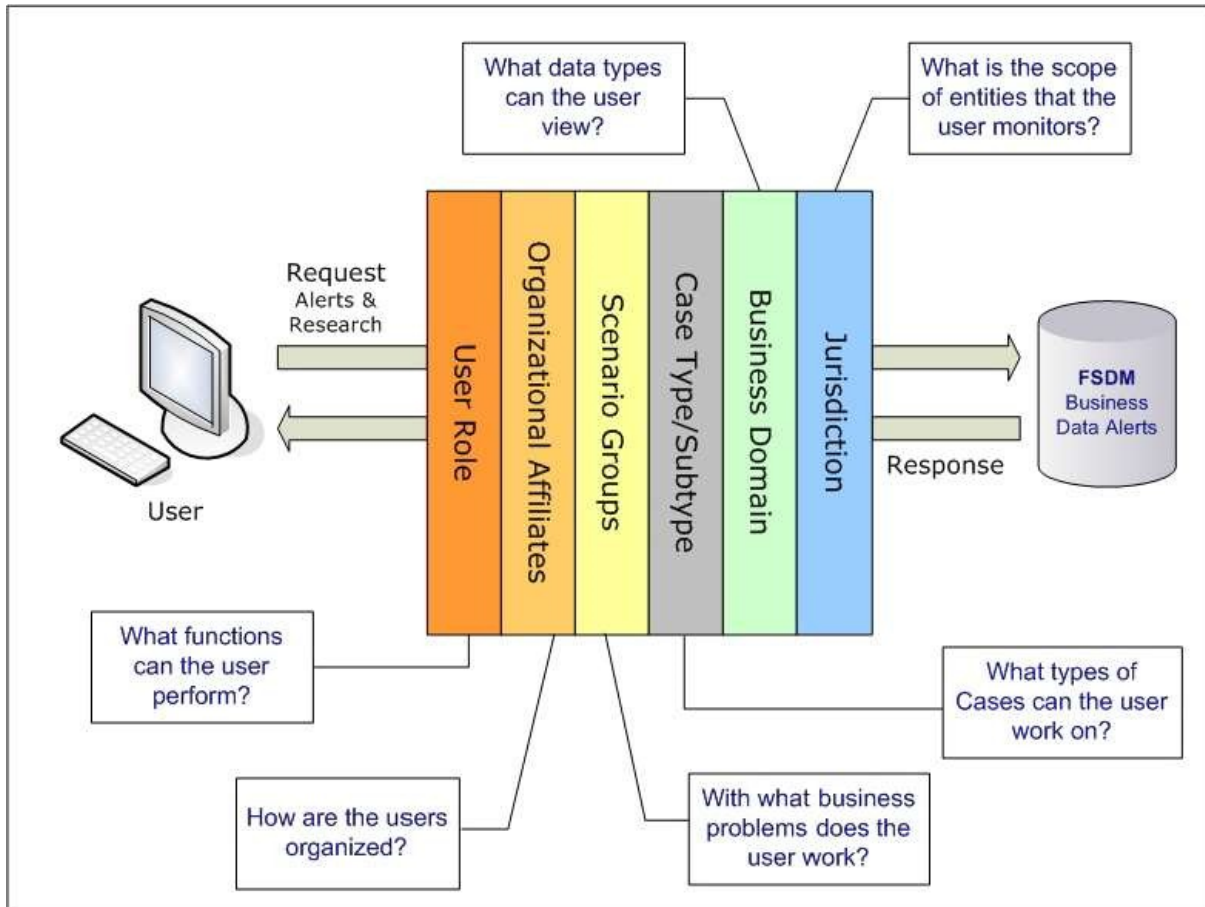 What data types
can the user
view?
What is the scope
of entities that the
user monitors?
Request
Alerts &
Research
User
User Role
Organizational Affiliates
Scenario Groups
Case Type/Subtype
Business Domain
Jurisdiction
Response
FSDM
Business
Data Alerts
What functions
can the user
perform?
What types of
Cases can the user
work on?
How are the users
organized?
With what business
problems does the
user work?